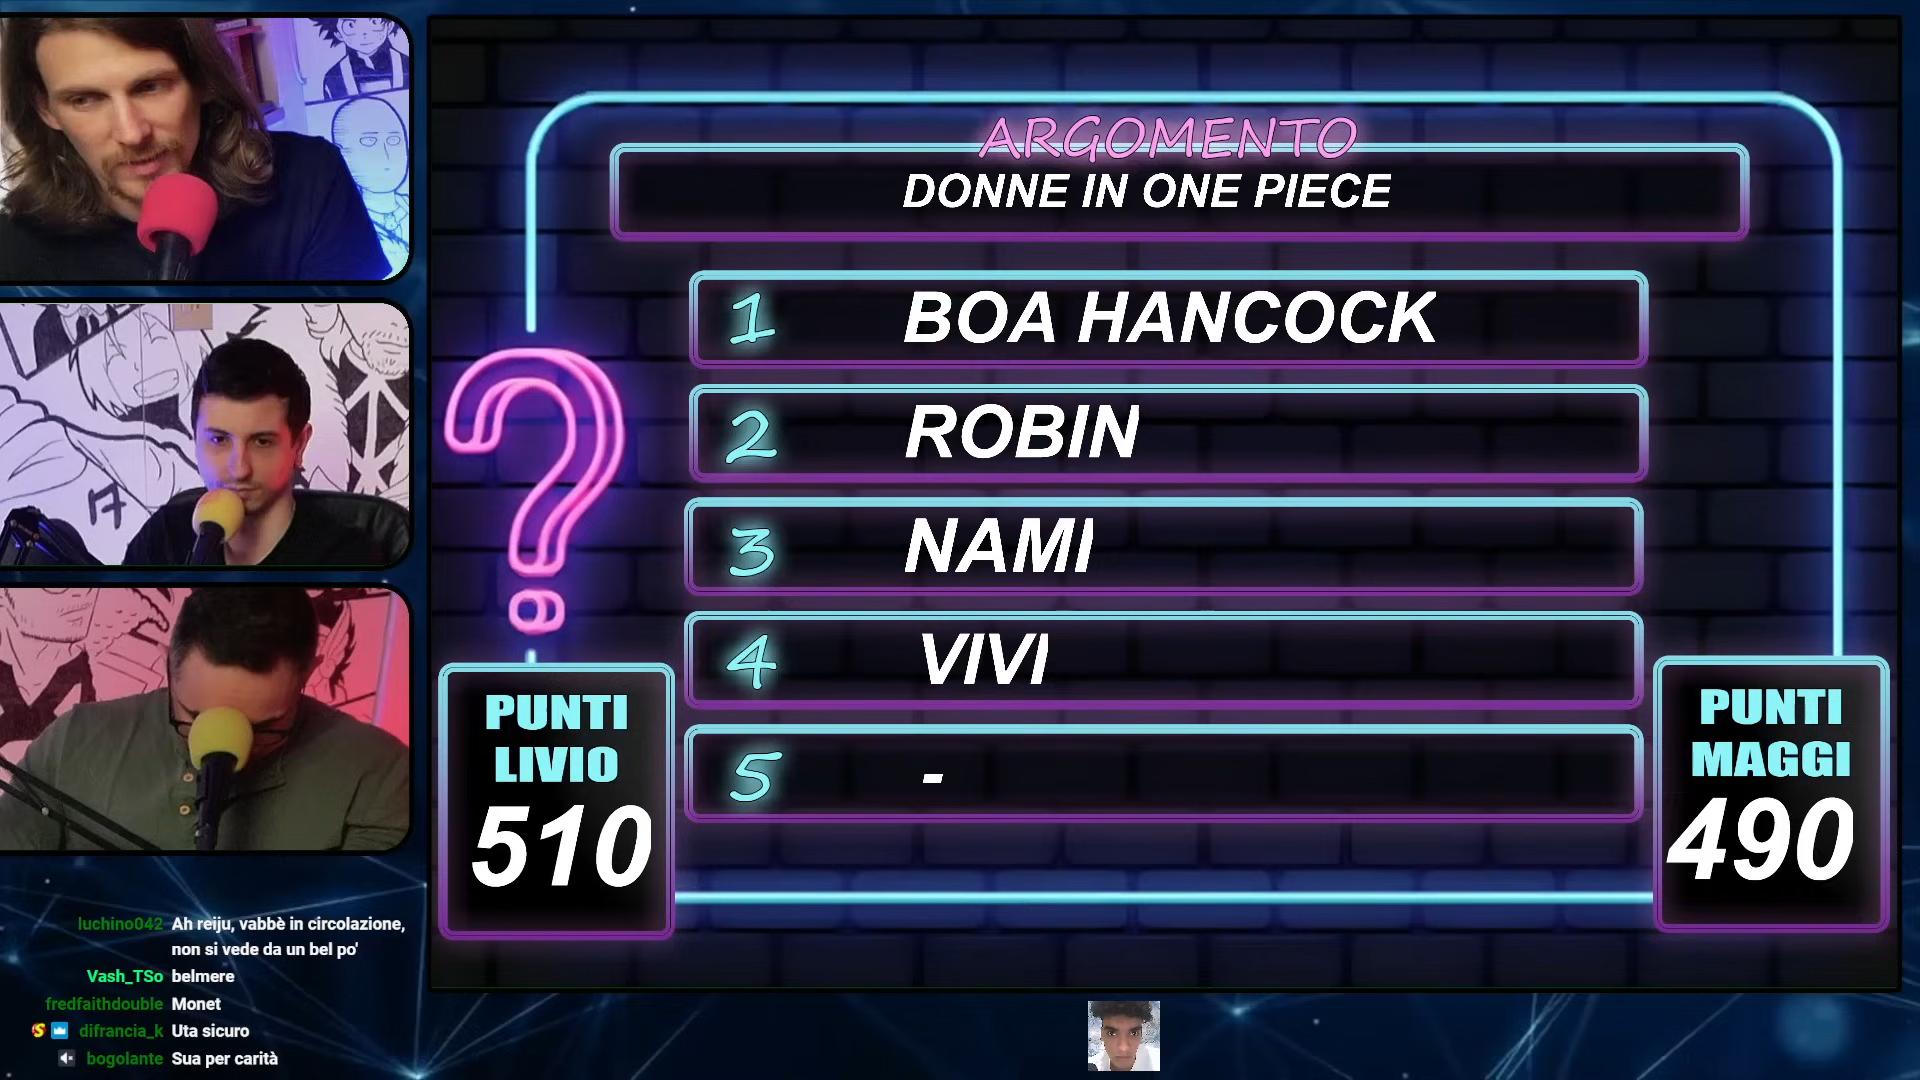 ARGOMENTO
DONNE IN ONE PIECE
1 BOA HANCOCK
2 ROBIN
3 NAMI
4 VIVI
5 -
PUNTI
LIVIO
510
PUNTI
MAGGI
490
luchino042 Ah reiju, vabbè in circolazione,
non si vede da un bel po'
Vash_TSo belmere
fredfaithdouble Monet
difrancia_k Uta sicuro
bogolante Sua per carità